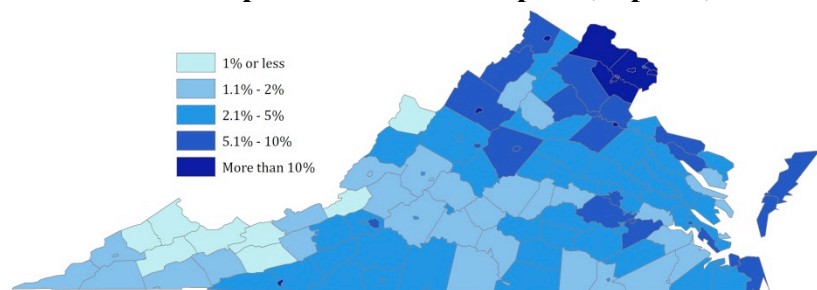 1% or less
1.1% - 2%
2.1% - 5%
5.1% - 10%
More than 10%